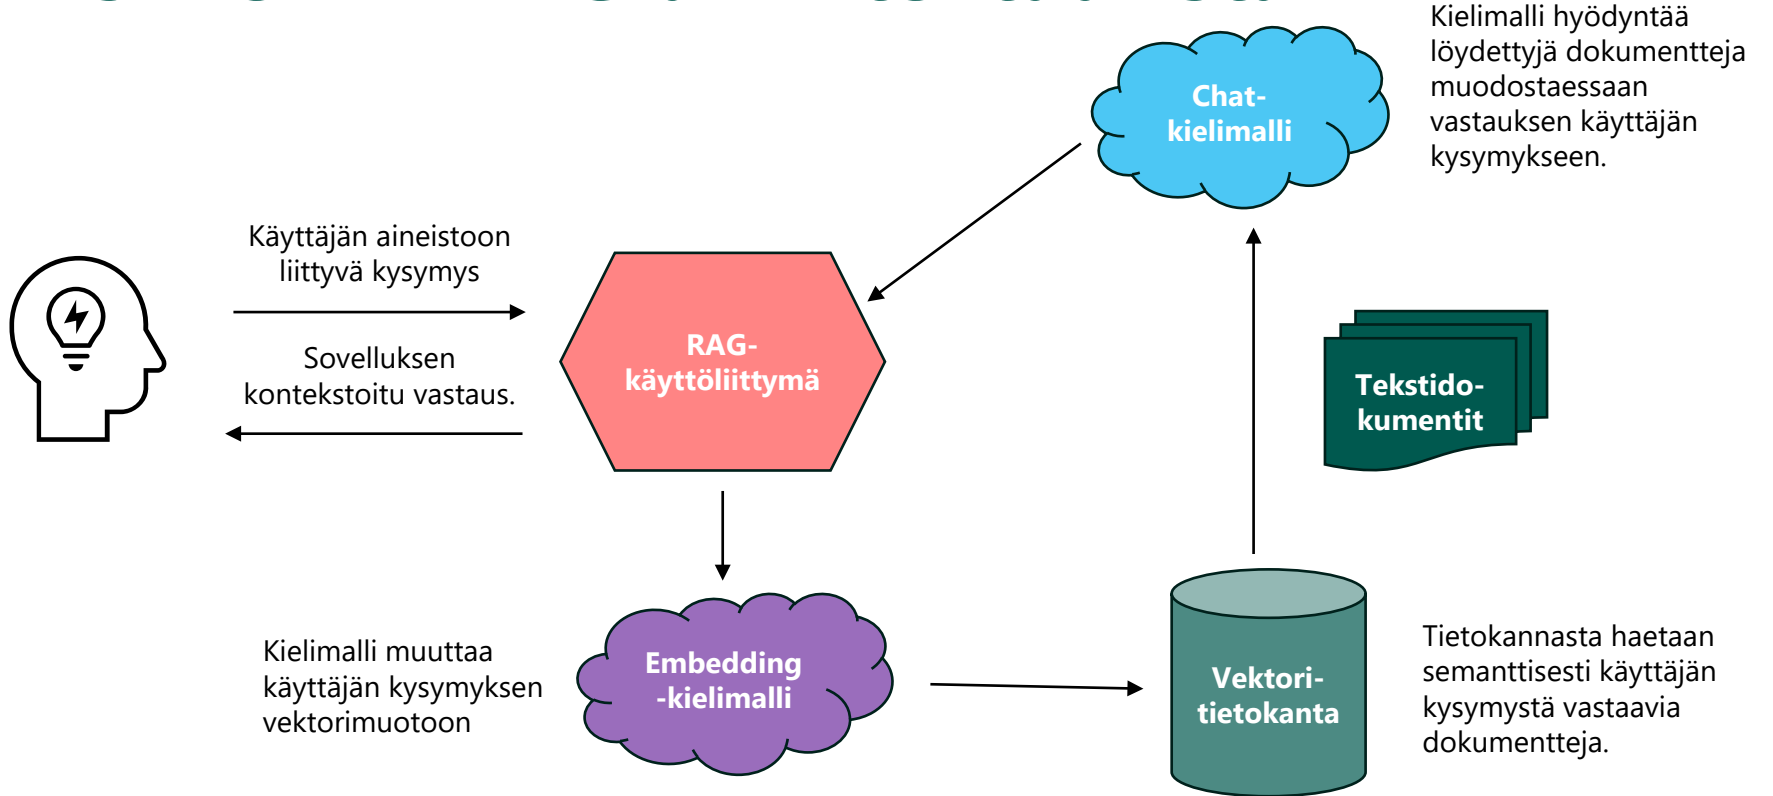 Kielimalli hyödyntää
löydettyjä dokumentteja
muodostaessaan
vastauksen käyttäjän
kysymykseen.
Chat-
kielimalli
Käyttäjän aineistoon
liittyvä kysymys
Sovelluksen
kontekstoitu vastaus.
RAG-
käyttöliittymä
Tekstido-
kumentit
Kielimalli muuttaa
käyttäjän kysymyksen
vektorimuotoon
Embedding
-kielimalli
Vektori-
tietokanta
Tietokannasta haetaan
semanttisesti käyttäjän
kysymystä vastaavia
dokumentteja.